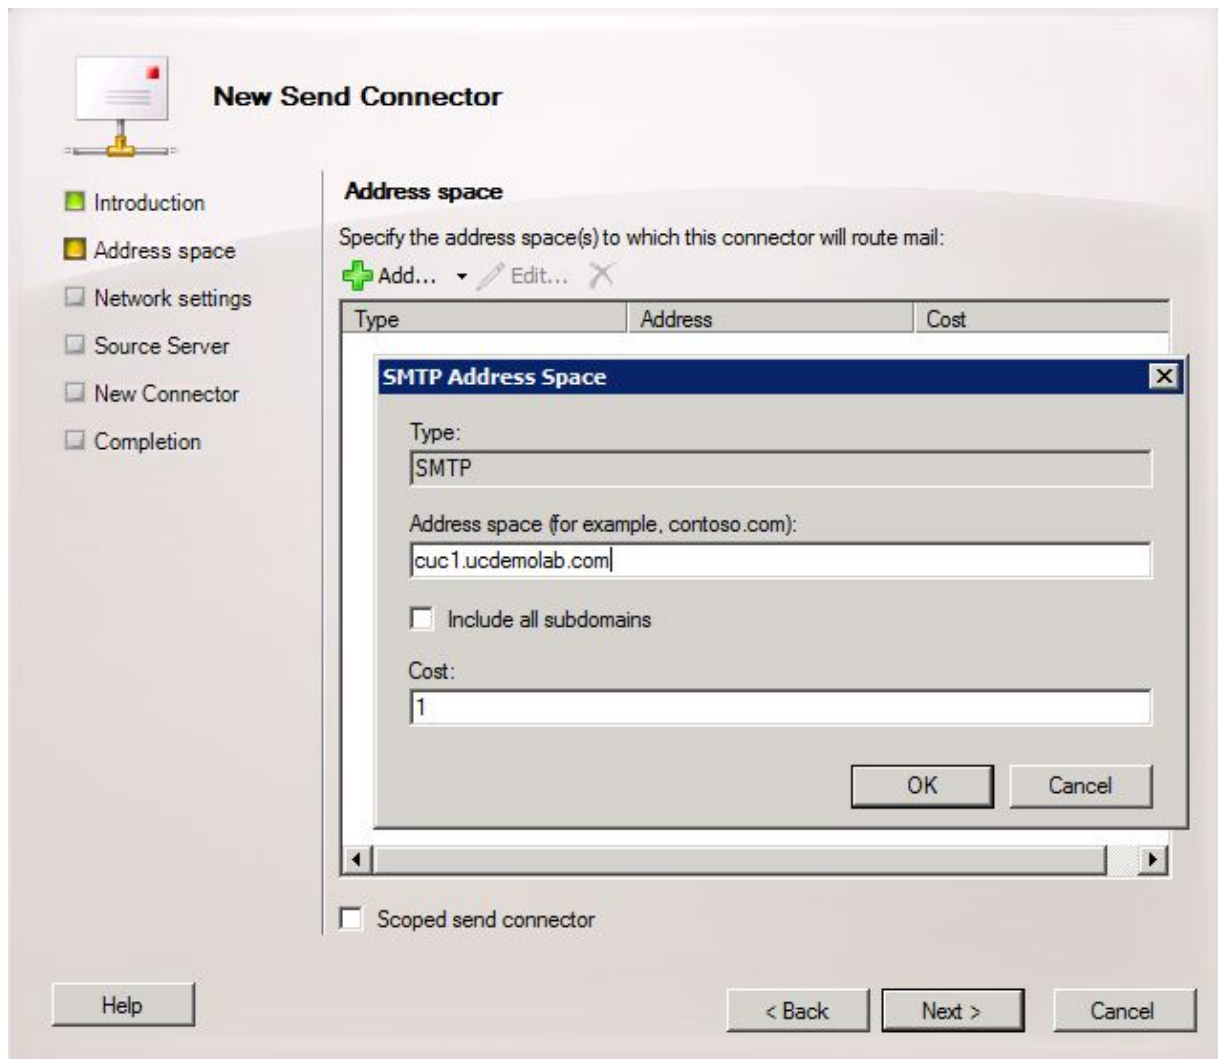 New Send Connector
Introduction
Address space
Network settings
Source Server
New Connector
Completion
Address space
Specify the address space(s) to which this connector will route mail:
Add... Edit...
Type Address Cost
SMTP Address Space
Type:
SMTP
Address space (for example, contoso.com):
cuc1.ucdemolab.com
Include all subdomains
Cost:
1
OK Cancel
Scoped send connector
Help < Back Next > Cancel